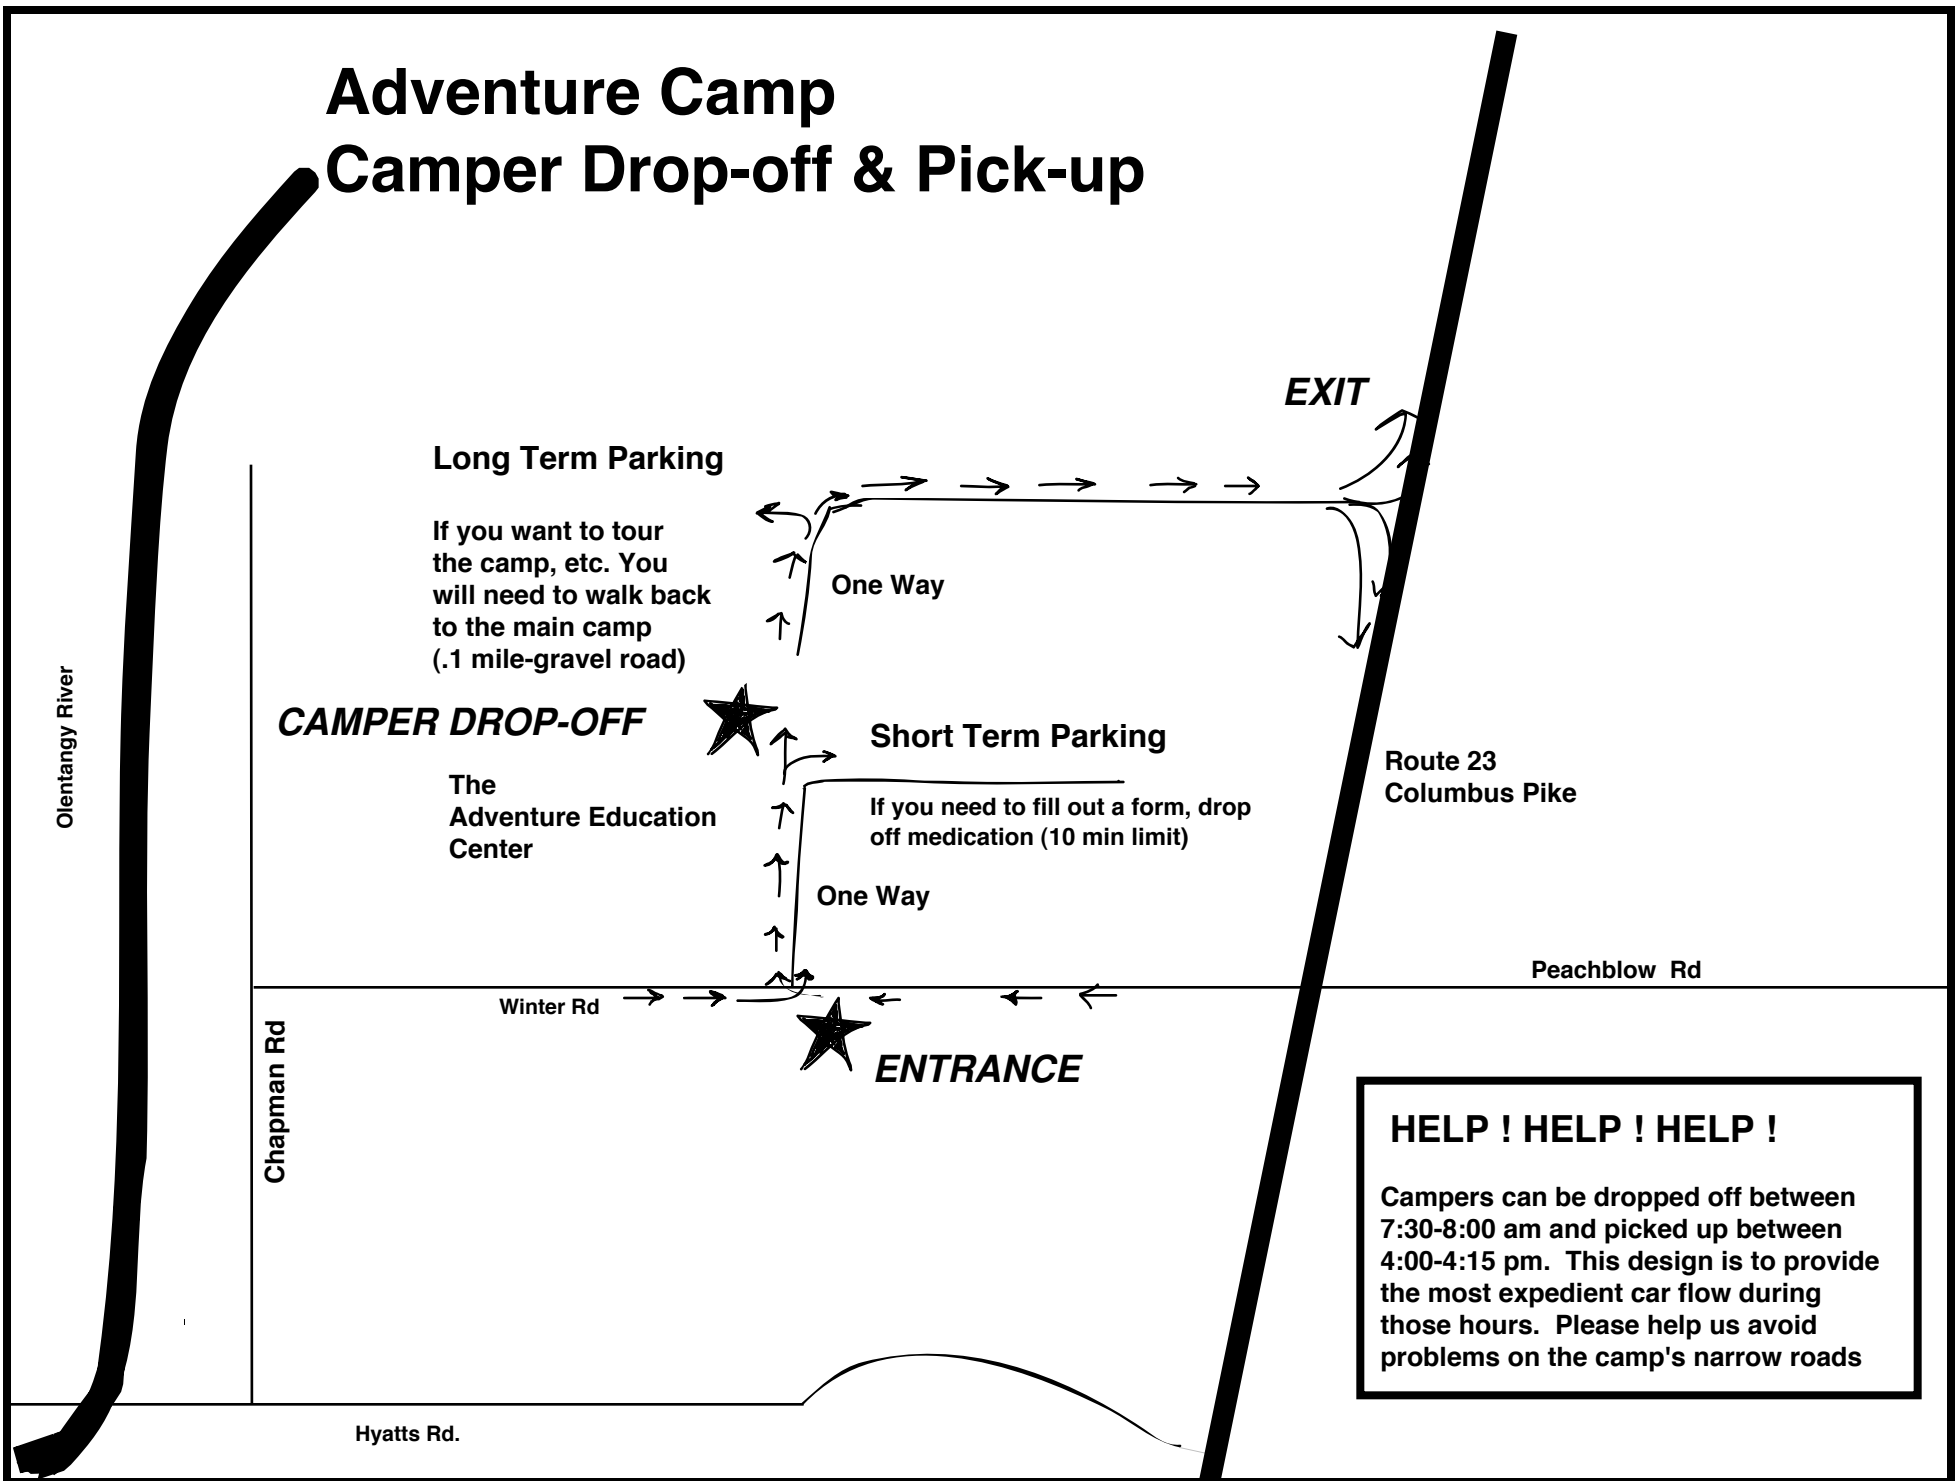 Adventure Camp
Camper Drop-off & Pick-up
EXIT
Long Term Parking
If you want to tour
the camp, etc. You
will need to walk back
to the main camp
(.1 mile-gravel road)
One Way
CAMPER DROP-OFF
Short Term Parking
If you need to fill out a form, drop
off medication (10 min limit)
The
Adventure Education
Center
One Way
Route 23
Columbus Pike
Olentangy River
Peachblow Rd
Winter Rd
Chapman Rd
ENTRANCE
HELP ! HELP ! HELP !
Campers can be dropped off between
7:30-8:00 am and picked up between
4:00-4:15 pm. This design is to provide
the most expedient car flow during
those hours. Please help us avoid
problems on the camp's narrow roads
Hyatts Rd.